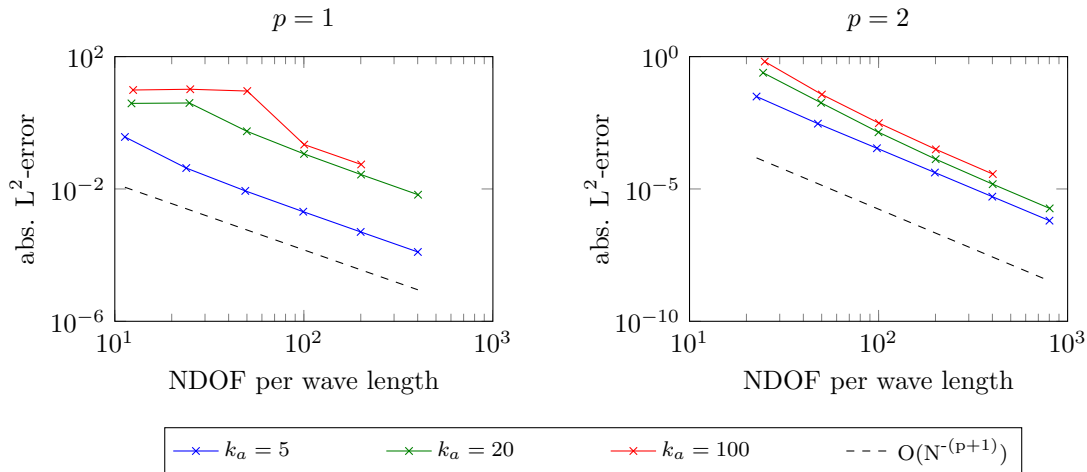 p = 1
10^2
10^-2
10^-6
abs. L^2-error
10^1
10^2
10^3
NDOF per wave length
p = 2
10^0
10^-5
10^-10
abs. L^2-error
10^1
10^2
10^3
NDOF per wave length
k_a = 5
k_a = 20
k_a = 100
O(N^-(p+1))